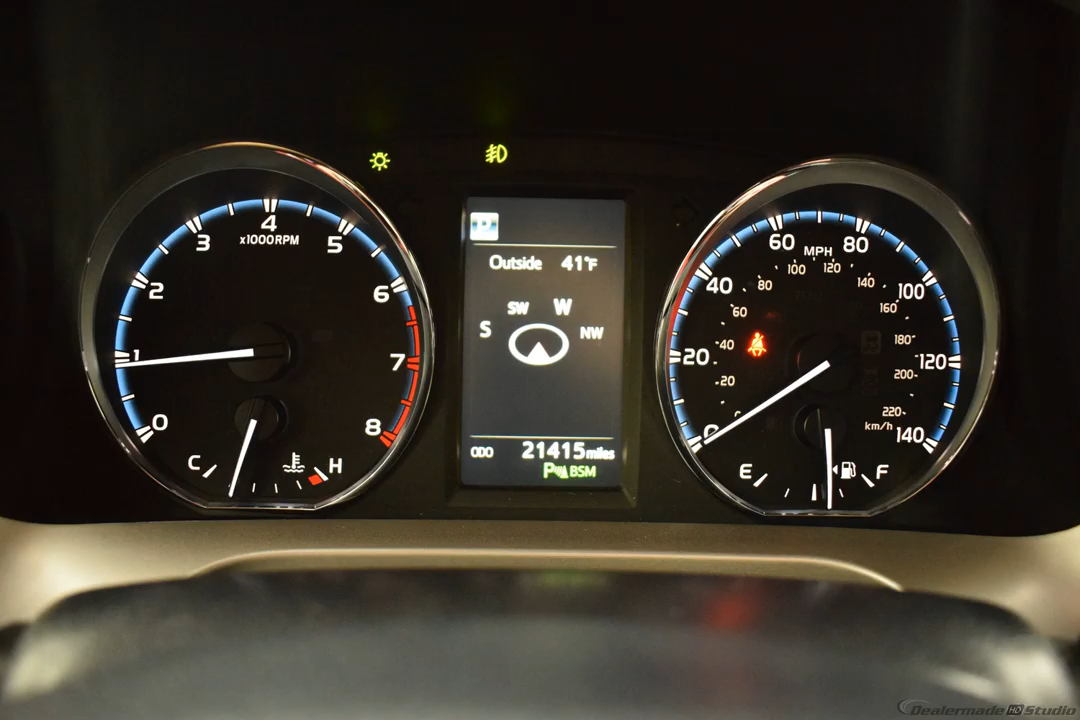 0
1
2
3
4
5
6
7
8
x1000RPM
C
H
P
Outside 41°F
S
SW
W
NW
ODO 21415 miles
P BSM
0
20
40
60
80
100
120
140
MPH
0
20
40
60
80
100
120
140
160
180
200
220
km/h
E
F
Dealermade HD Studio